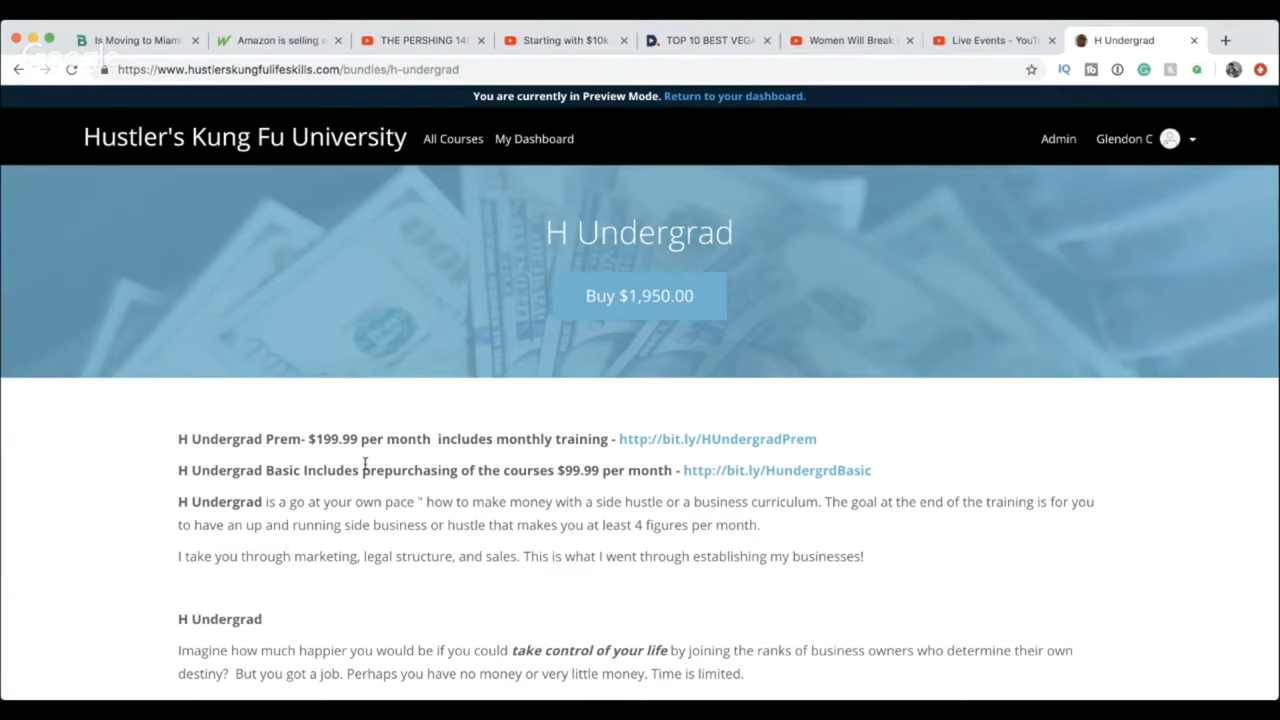 Is Moving to Miami
Amazon is selling
THE PERSHING 140
Starting with $10k
TOP 10 BEST VEGA
Women Will Break
Live Events - YouTu
H Undergrad
Google
https://www.hustlerskungfulifeskills.com/bundles/h-undergrad
You are currently in Preview Mode. Return to your dashboard.
Hustler's Kung Fu University All Courses My Dashboard Admin Glendon C
H Undergrad
Buy $1,950.00
H Undergrad Prem- $199.99 per month includes monthly training - http://bit.ly/HUndergradPrem
H Undergrad Basic Includes prepurchasing of the courses $99.99 per month - http://bit.ly/HundergrdBasic
H Undergrad is a go at your own pace " how to make money with a side hustle or a business curriculum. The goal at the end of the training is for you
to have an up and running side business or hustle that makes you at least 4 figures per month.
I take you through marketing, legal structure, and sales. This is what I went through establishing my businesses!
H Undergrad
Imagine how much happier you would be if you could take control of your life by joining the ranks of business owners who determine their own
destiny? But you got a job. Perhaps you have no money or very little money. Time is limited.